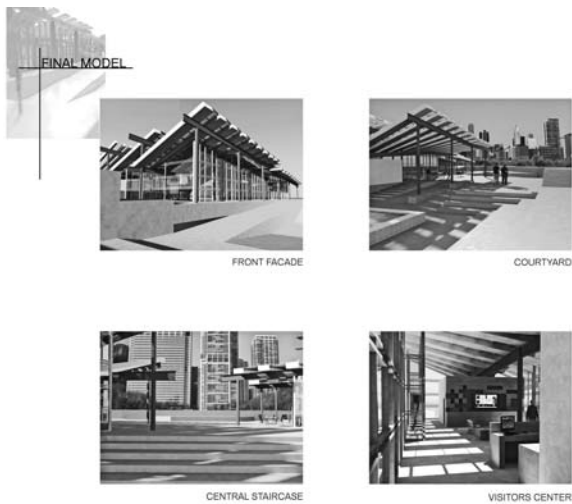 FINAL MODEL
FRONT FACADE
COURTYARD
CENTRAL STAIRCASE
VISITORS CENTER